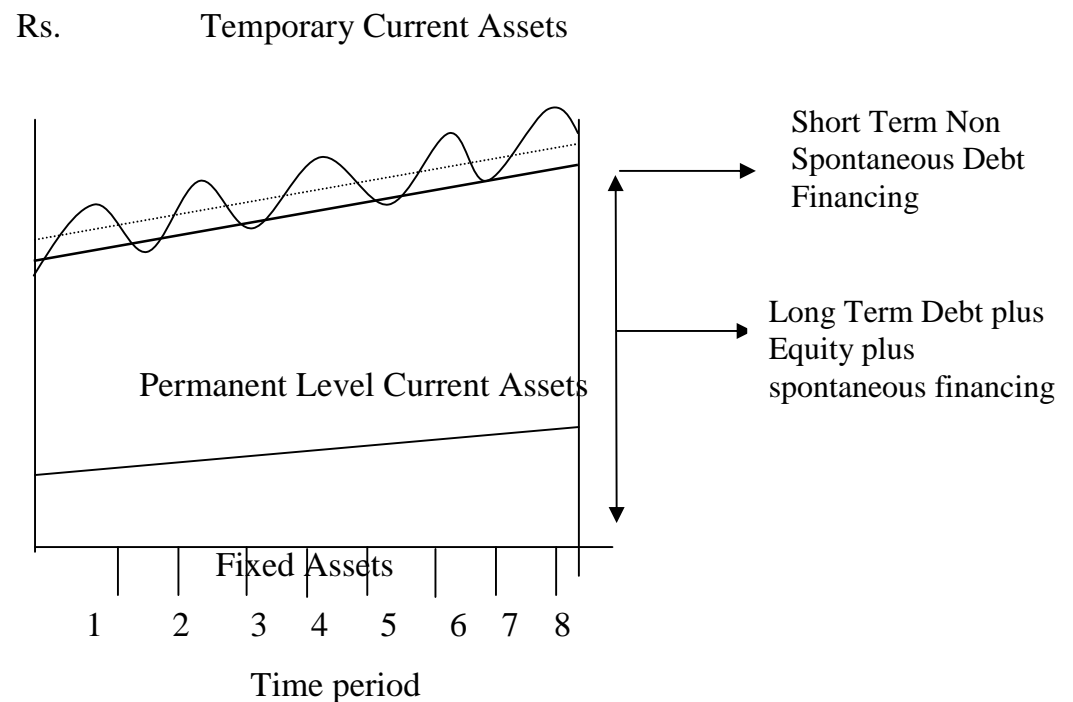 Rs. Temporary Current Assets
Short Term Non
Spontaneous Debt
Financing
Long Term Debt plus
Equity plus
spontaneous financing
Permanent Level Current Assets
Fixed Assets
1 2 3 4 5 6 7 8
Time period